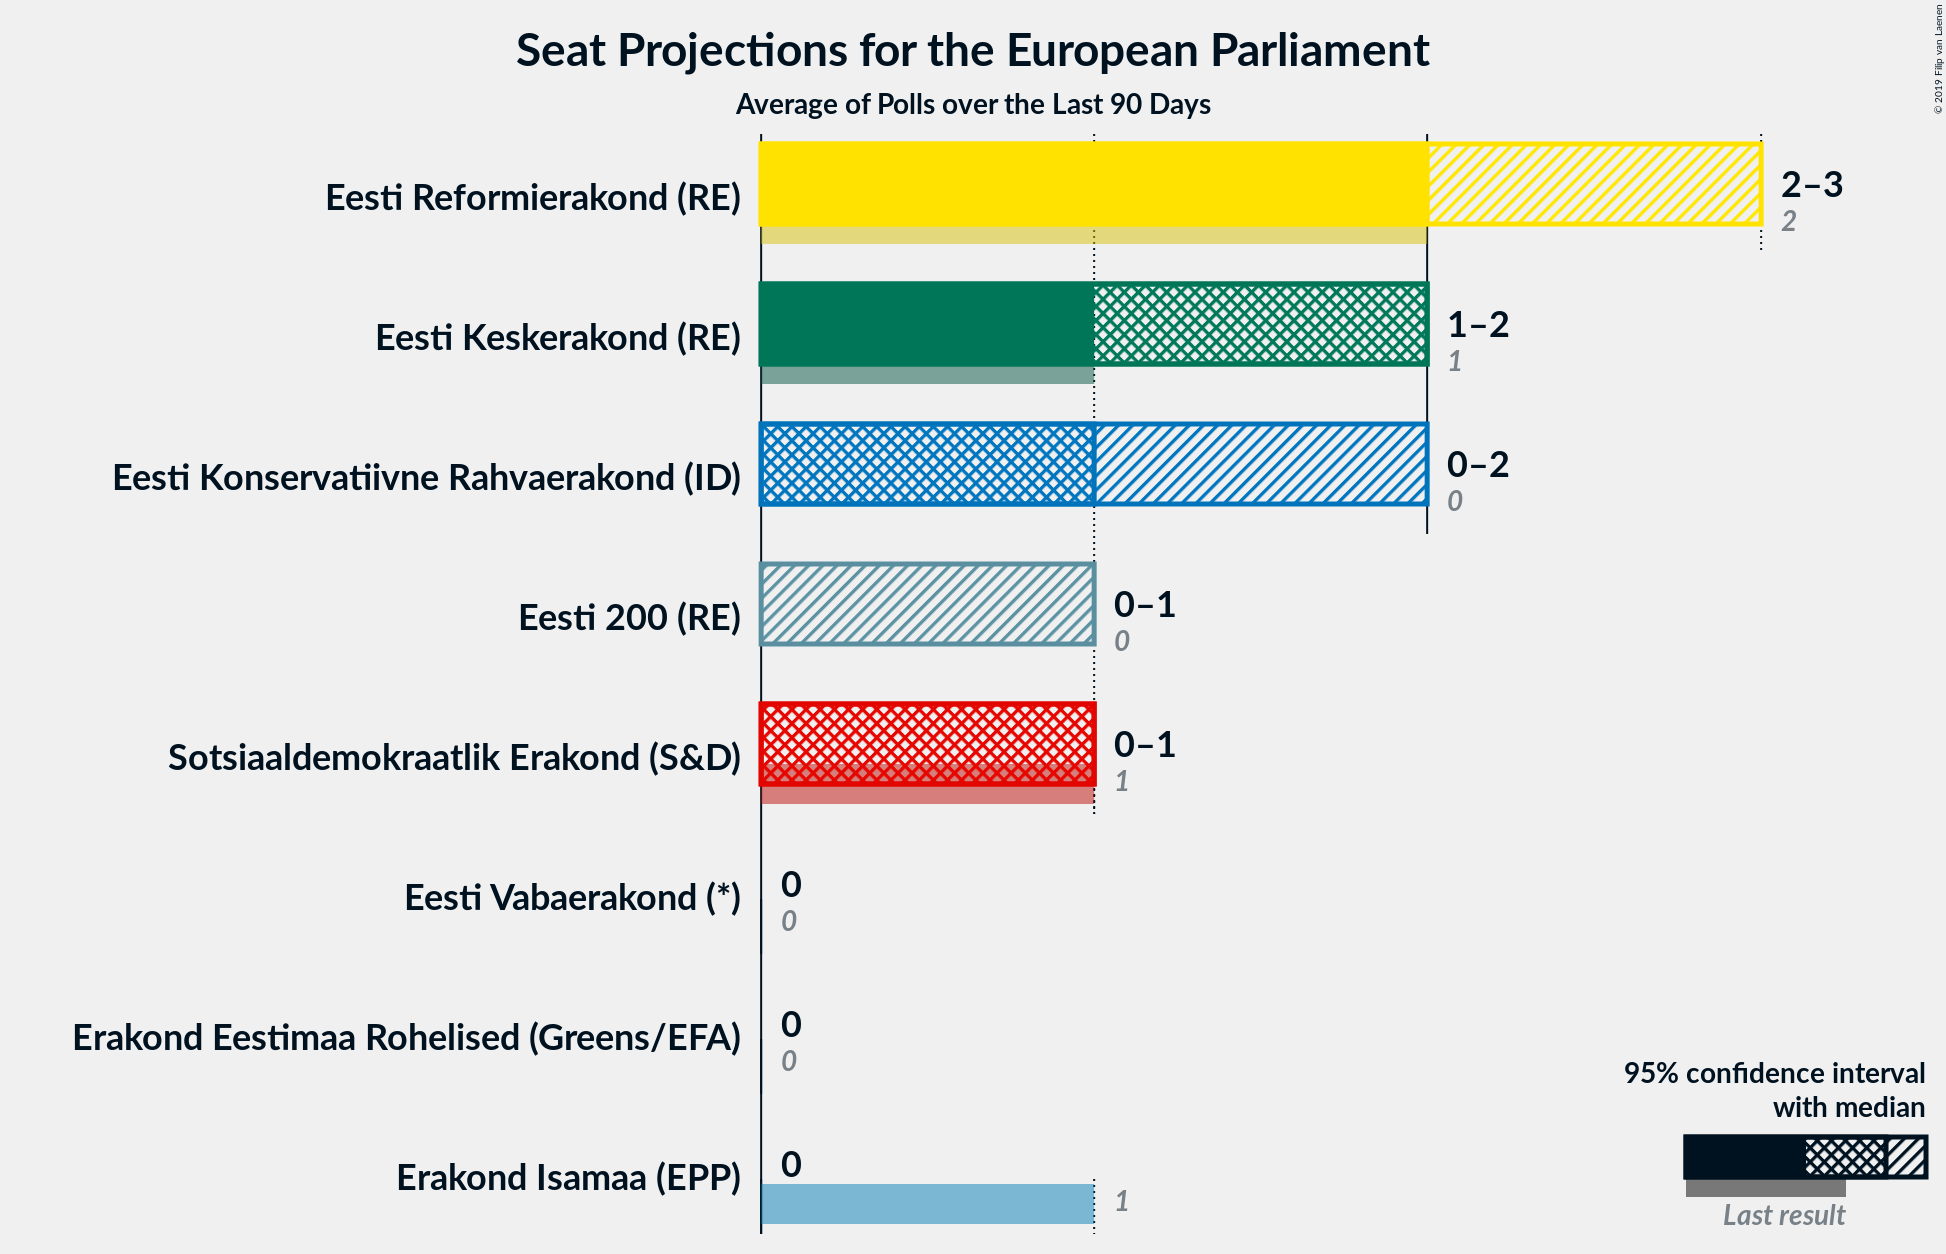 Seat Projections for the European Parliament
Average of Polls over the Last 90 Days
© 2019 Filip van Laenen
Eesti Reformierakond (RE)
2–3
2
Eesti Keskerakond (RE)
1–2
1
Eesti Konservatiivne Rahvaerakond (ID)
0–2
0
Eesti 200 (RE)
0–1
0
Sotsiaaldemokraatlik Erakond (S&D)
0–1
1
Eesti Vabaerakond (*)
0
0
Erakond Eestimaa Rohelised (Greens/EFA)
0
0
Erakond Isamaa (EPP)
0
1
95% confidence interval
with median
Last result